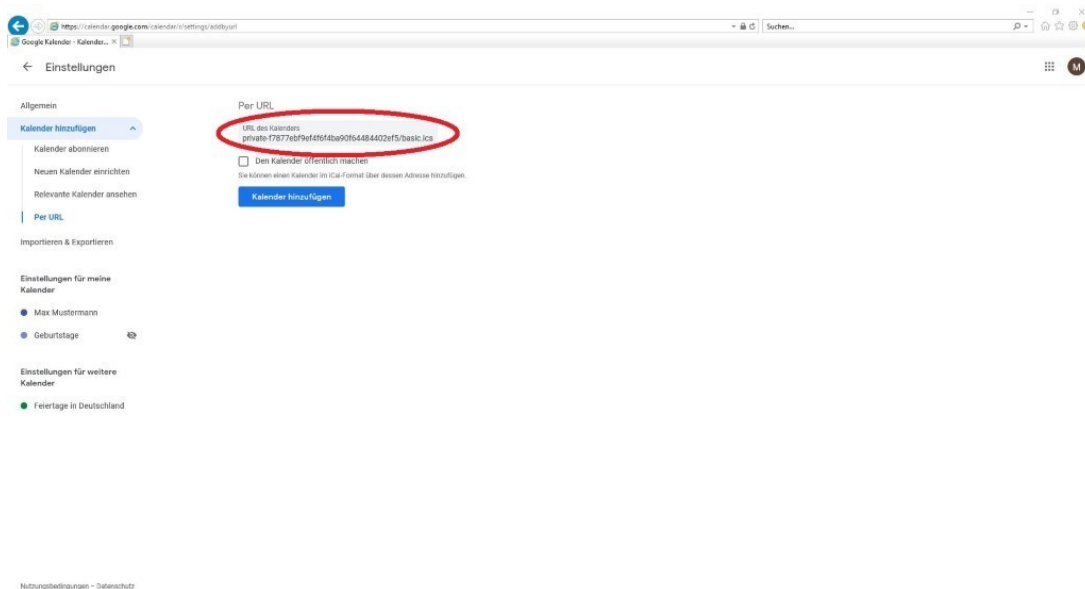 https://calendar.google.com/calendar/r/settings/addbyurl
Suchen...
Google Kalender - Kalender...
Einstellungen
M
Allgemein
Kalender hinzufügen
Kalender abonnieren
Neuen Kalender einrichten
Relevante Kalender ansehen
Per URL
Importieren & Exportieren
Einstellungen für meine
Kalender
Max Mustermann
Geburtstage
Einstellungen für weitere
Kalender
Feiertage in Deutschland
Per URL
URL des Kalenders
private-f7877ebf9ef4f6f4ba90f64484402ef5/basic.ics
Den Kalender öffentlich machen
Sie können einen Kalender im iCal-Format über dessen Adresse hinzufügen.
Kalender hinzufügen
Nutzungsbedingungen – Datenschutz